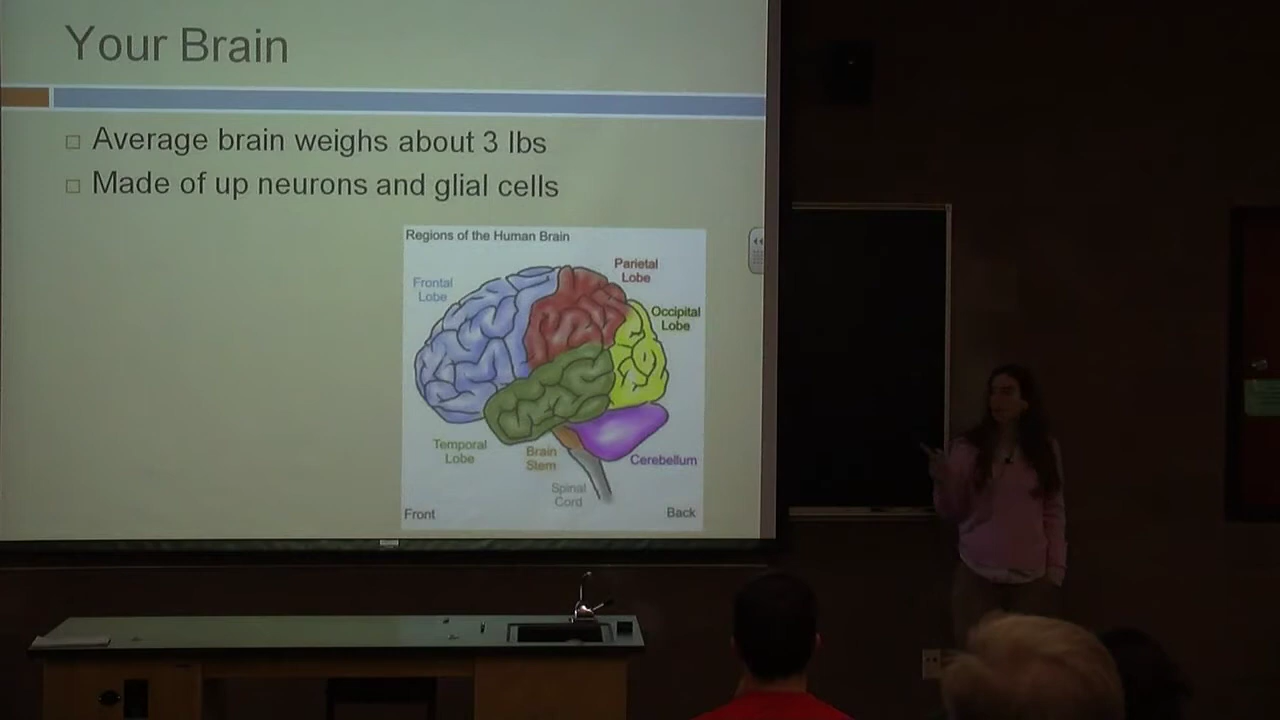 Your Brain
Average brain weighs about 3 lbs
Made of up neurons and glial cells
Regions of the Human Brain
Parietal
Lobe
Frontal
Lobe
Occipital
Lobe
Temporal
Lobe
Brain
Stem
Cerebellum
Spinal
Cord
Front
Back